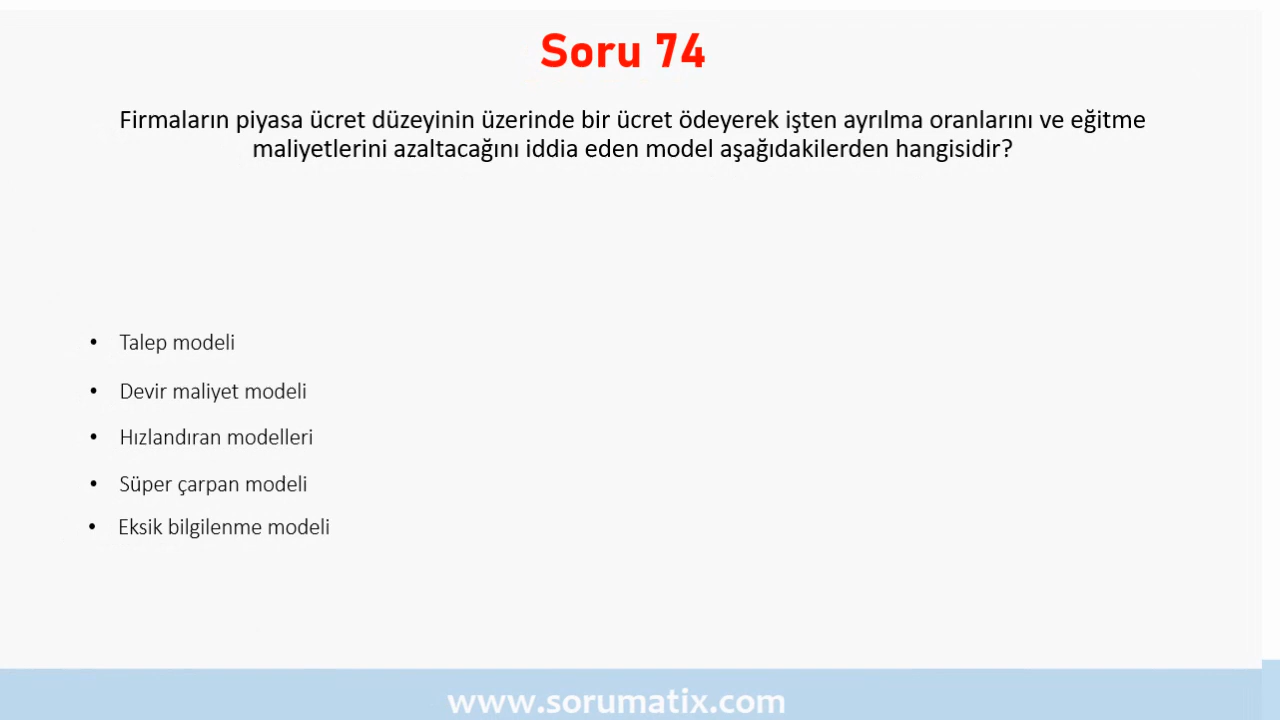 Soru 74
Firmaların piyasa ücret düzeyinin üzerinde bir ücret ödeyerek işten ayrılma oranlarını ve eğitme
maliyetlerini azaltacağını iddia eden model aşağıdakilerden hangisidir?
• Talep modeli
• Devir maliyet modeli
• Hızlandıran modelleri
• Süper çarpan modeli
• Eksik bilgilenme modeli
www.sorumatix.com